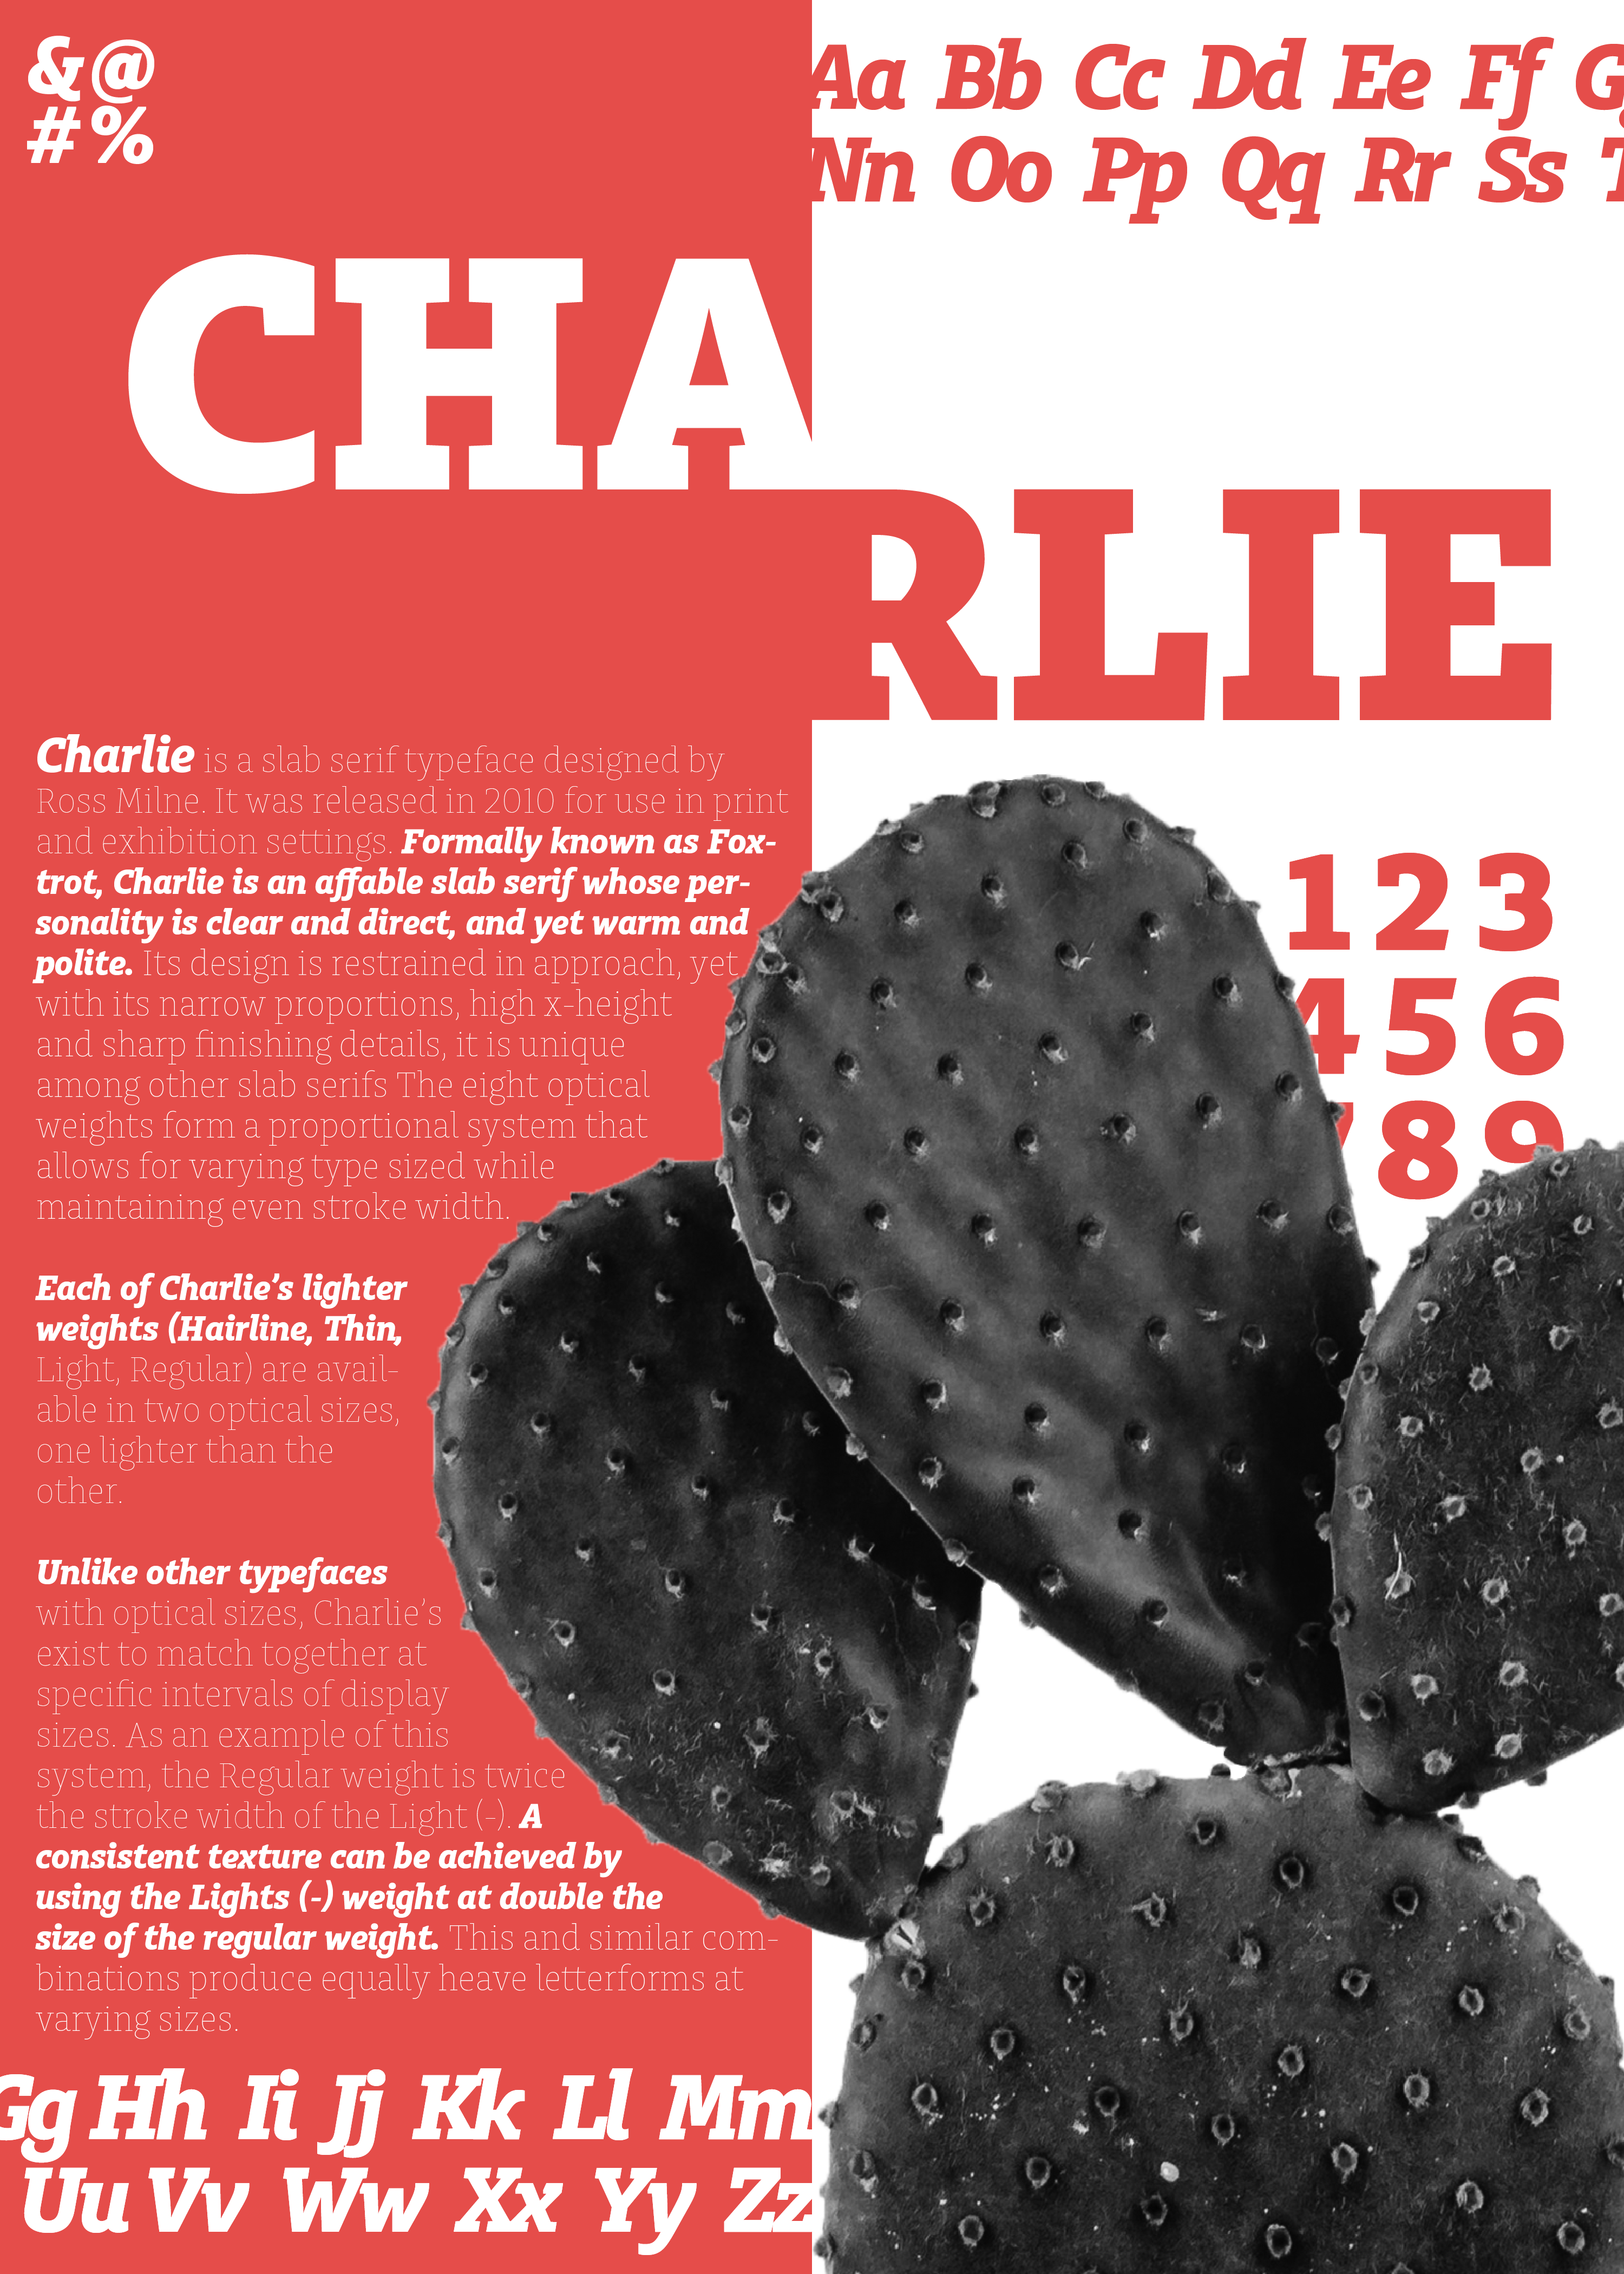 &@
#%
Aa Bb Cc Dd Ee Ff G
Nn Oo Pp Qq Rr Ss T
CHA
RLIE
Charlie is a slab serif typeface designed by
Ross Milne. It was released in 2010 for use in print
and exhibition settings. Formally known as Fox-
trot, Charlie is an affable slab serif whose per-
sonality is clear and direct, and yet warm and
polite. Its design is restrained in approach, yet
with its narrow proportions, high x-height
and sharp finishing details, it is unique
among other slab serifs The eight optical
weights form a proportional system that
allows for varying type sized while
maintaining even stroke width.
Each of Charlie’s lighter
weights (Hairline, Thin,
Light, Regular) are avail-
able in two optical sizes,
one lighter than the
other.
Unlike other typefaces
with optical sizes, Charlie’s
exist to match together at
specific intervals of display
sizes. As an example of this
system, the Regular weight is twice
the stroke width of the Light (-). A
consistent texture can be achieved by
using the Lights (-) weight at double the
size of the regular weight. This and similar com-
binations produce equally heave letterforms at
varying sizes.
123
456
789
Gg Hh Ii Jj Kk Ll Mm
Uu Vv Ww Xx Yy Zz